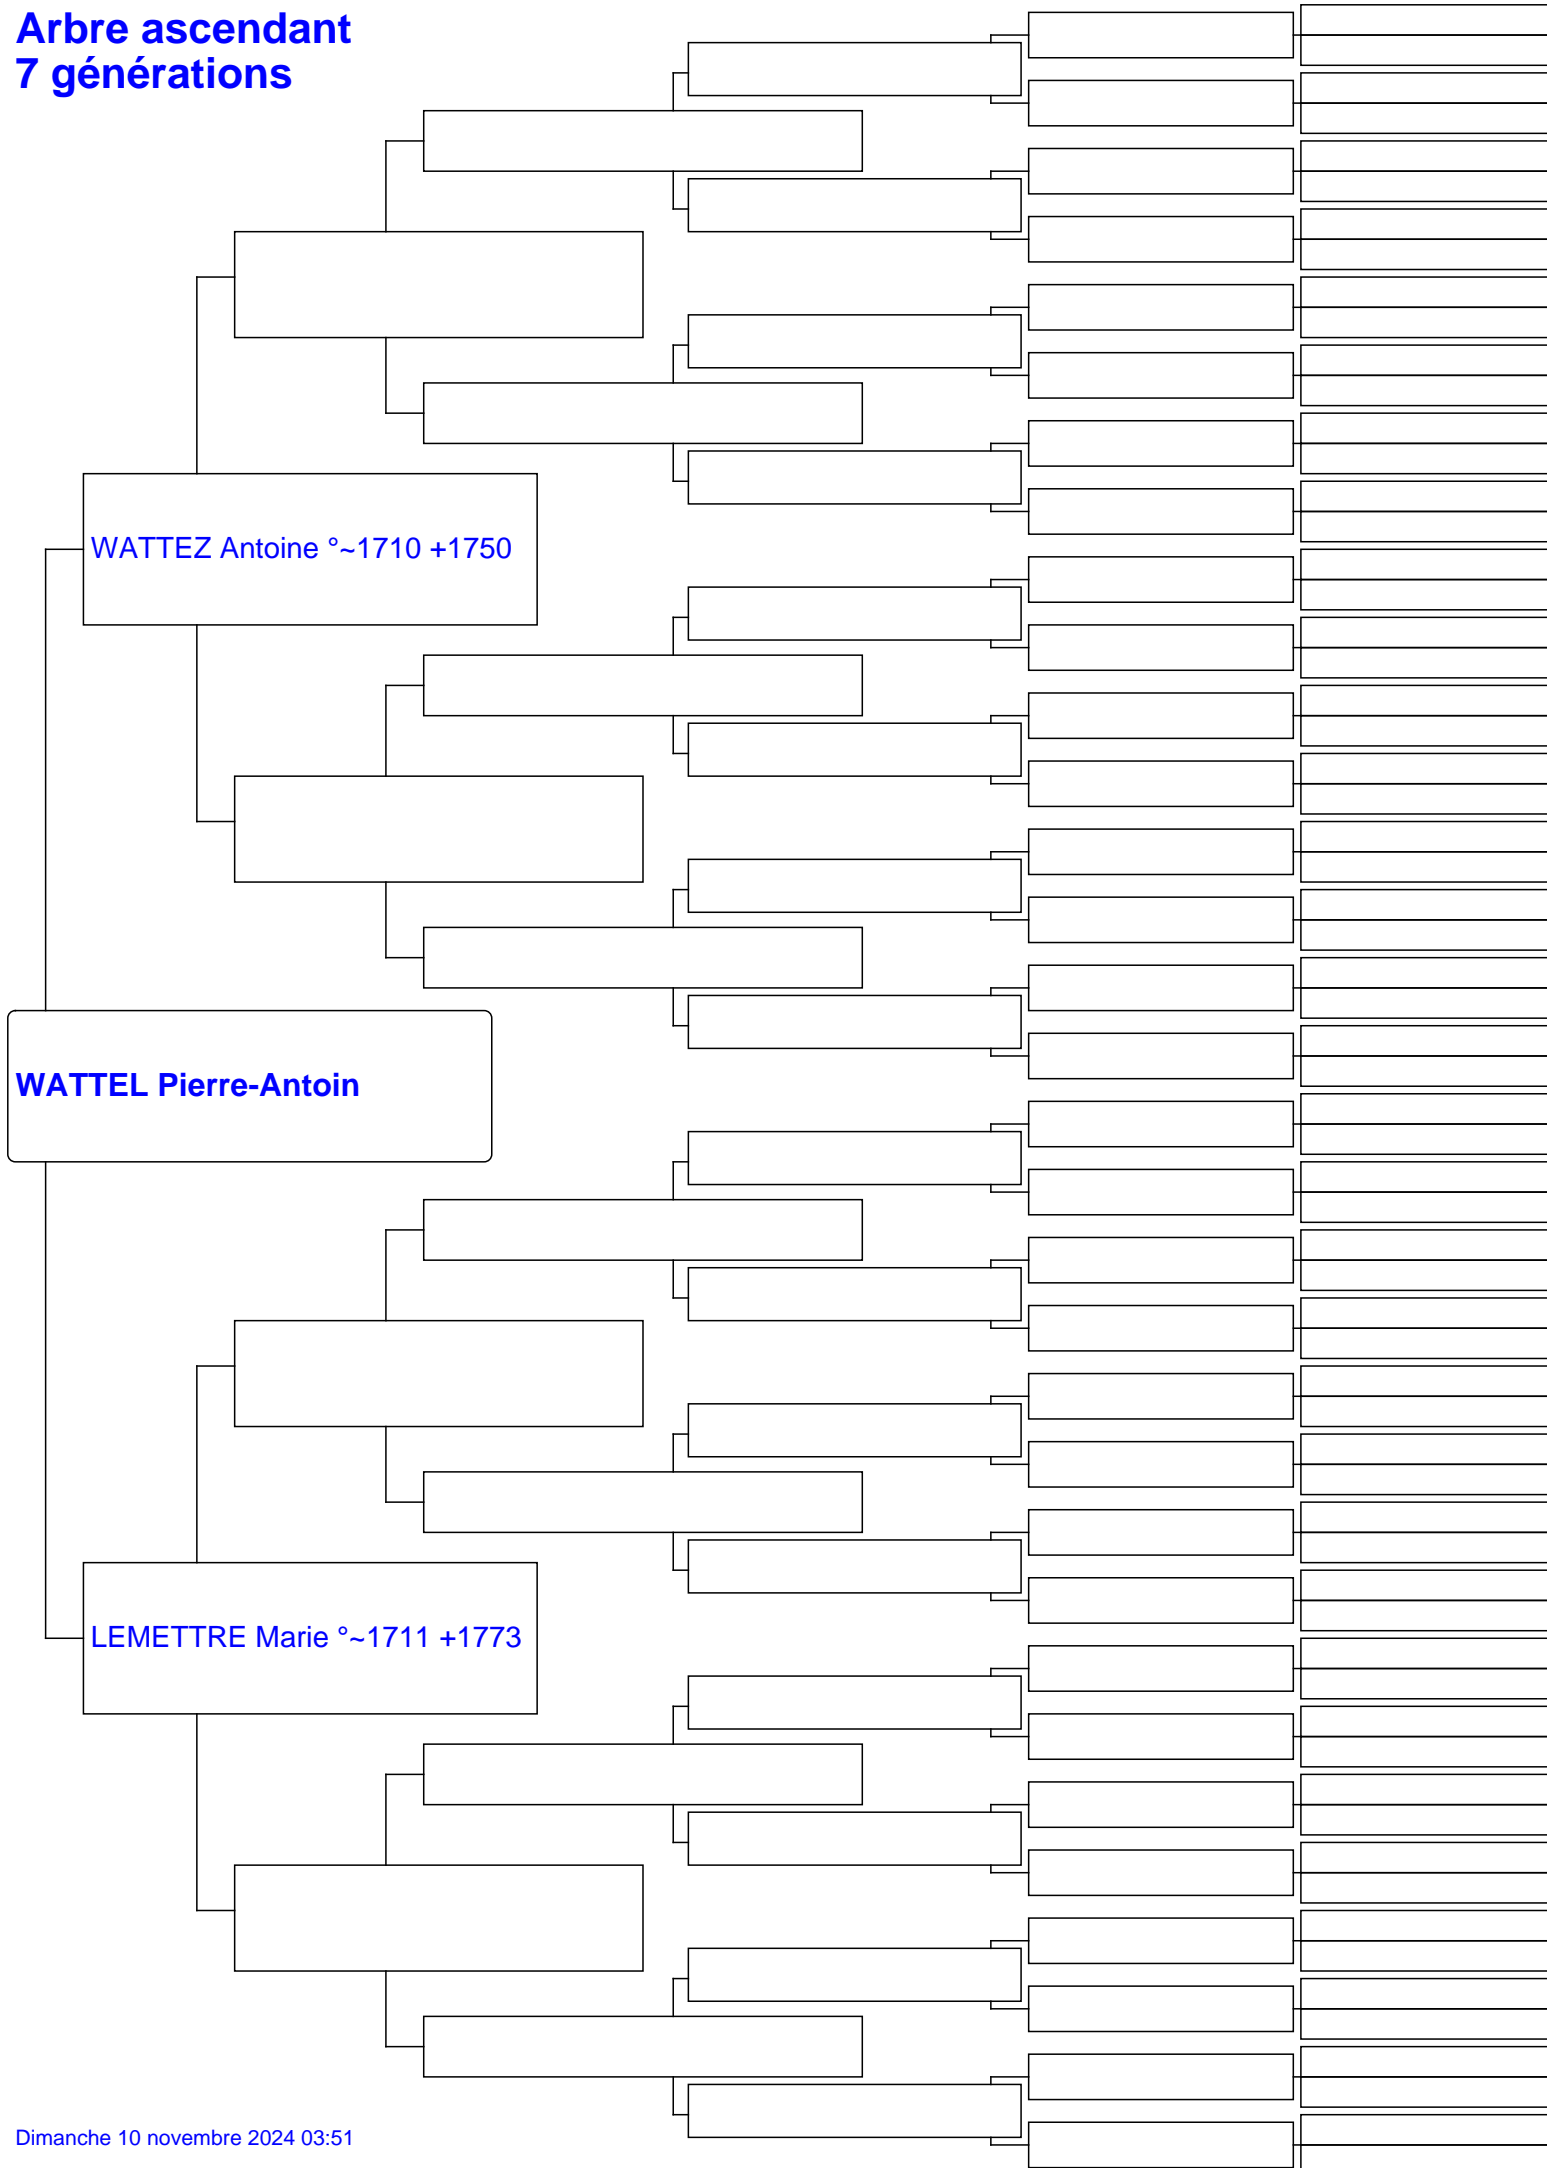 Arbre ascendant
7 générations
WATTEZ Antoine °~1710 +1750
WATTEL Pierre-Antoin
LEMETTRE Marie °~1711 +1773
Dimanche 10 novembre 2024 03:51